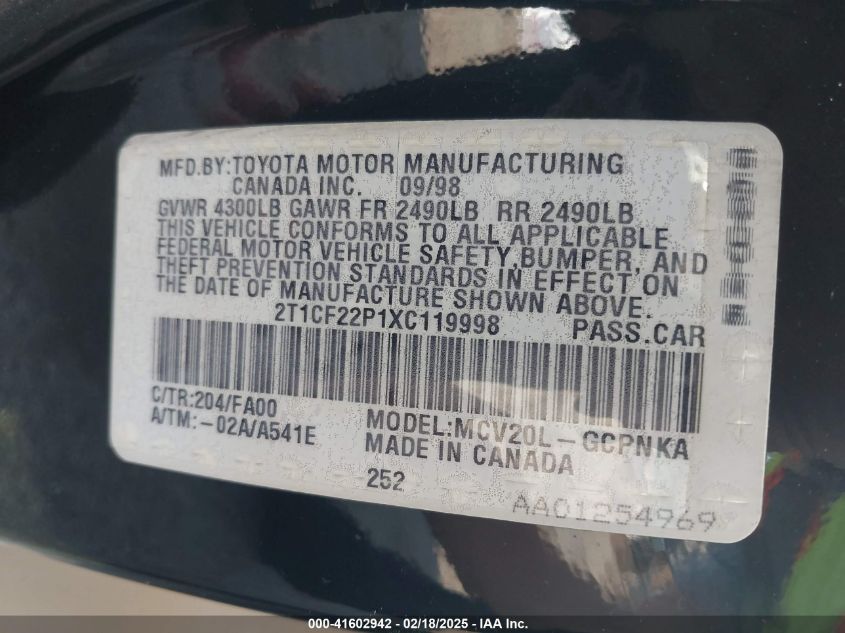 MFD.BY:TOYOTA MOTOR MANUFACTURING
CANADA INC. 09/98
GVWR 4300LB GAWR FR 2490LB RR 2490LB
THIS VEHICLE CONFORMS TO ALL APPLICABLE
FEDERAL MOTOR VEHICLE SAFETY, BUMPER, AND
THEFT PREVENTION STANDARDS IN EFFECT ON
THE DATE OF MANUFACTURE SHOWN ABOVE.
2T1CF22P1XC119998 PASS.CAR
C/TR:204/FA00
A/TM:-02A/A541E
MODEL:MCV20L-GCPNKA
MADE IN CANADA
252
AA01254969
000-41602942 - 02/18/2025 - IAA Inc.